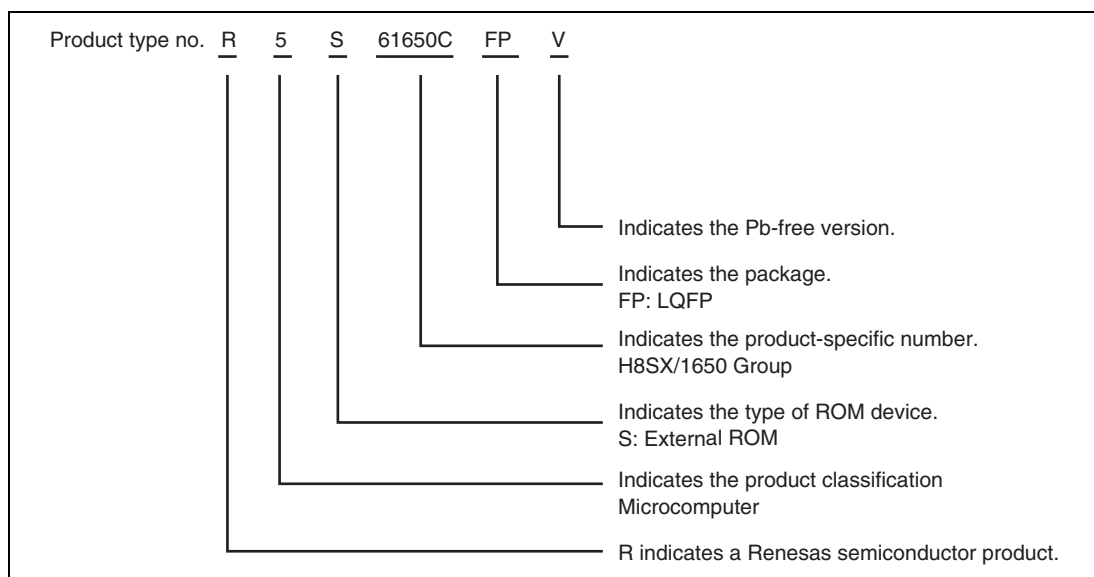 Product type no. R 5 S 61650C FP V
Indicates the Pb-free version.
Indicates the package.
FP: LQFP
Indicates the product-specific number.
H8SX/1650 Group
Indicates the type of ROM device.
S: External ROM
Indicates the product classification
Microcomputer
R indicates a Renesas semiconductor product.